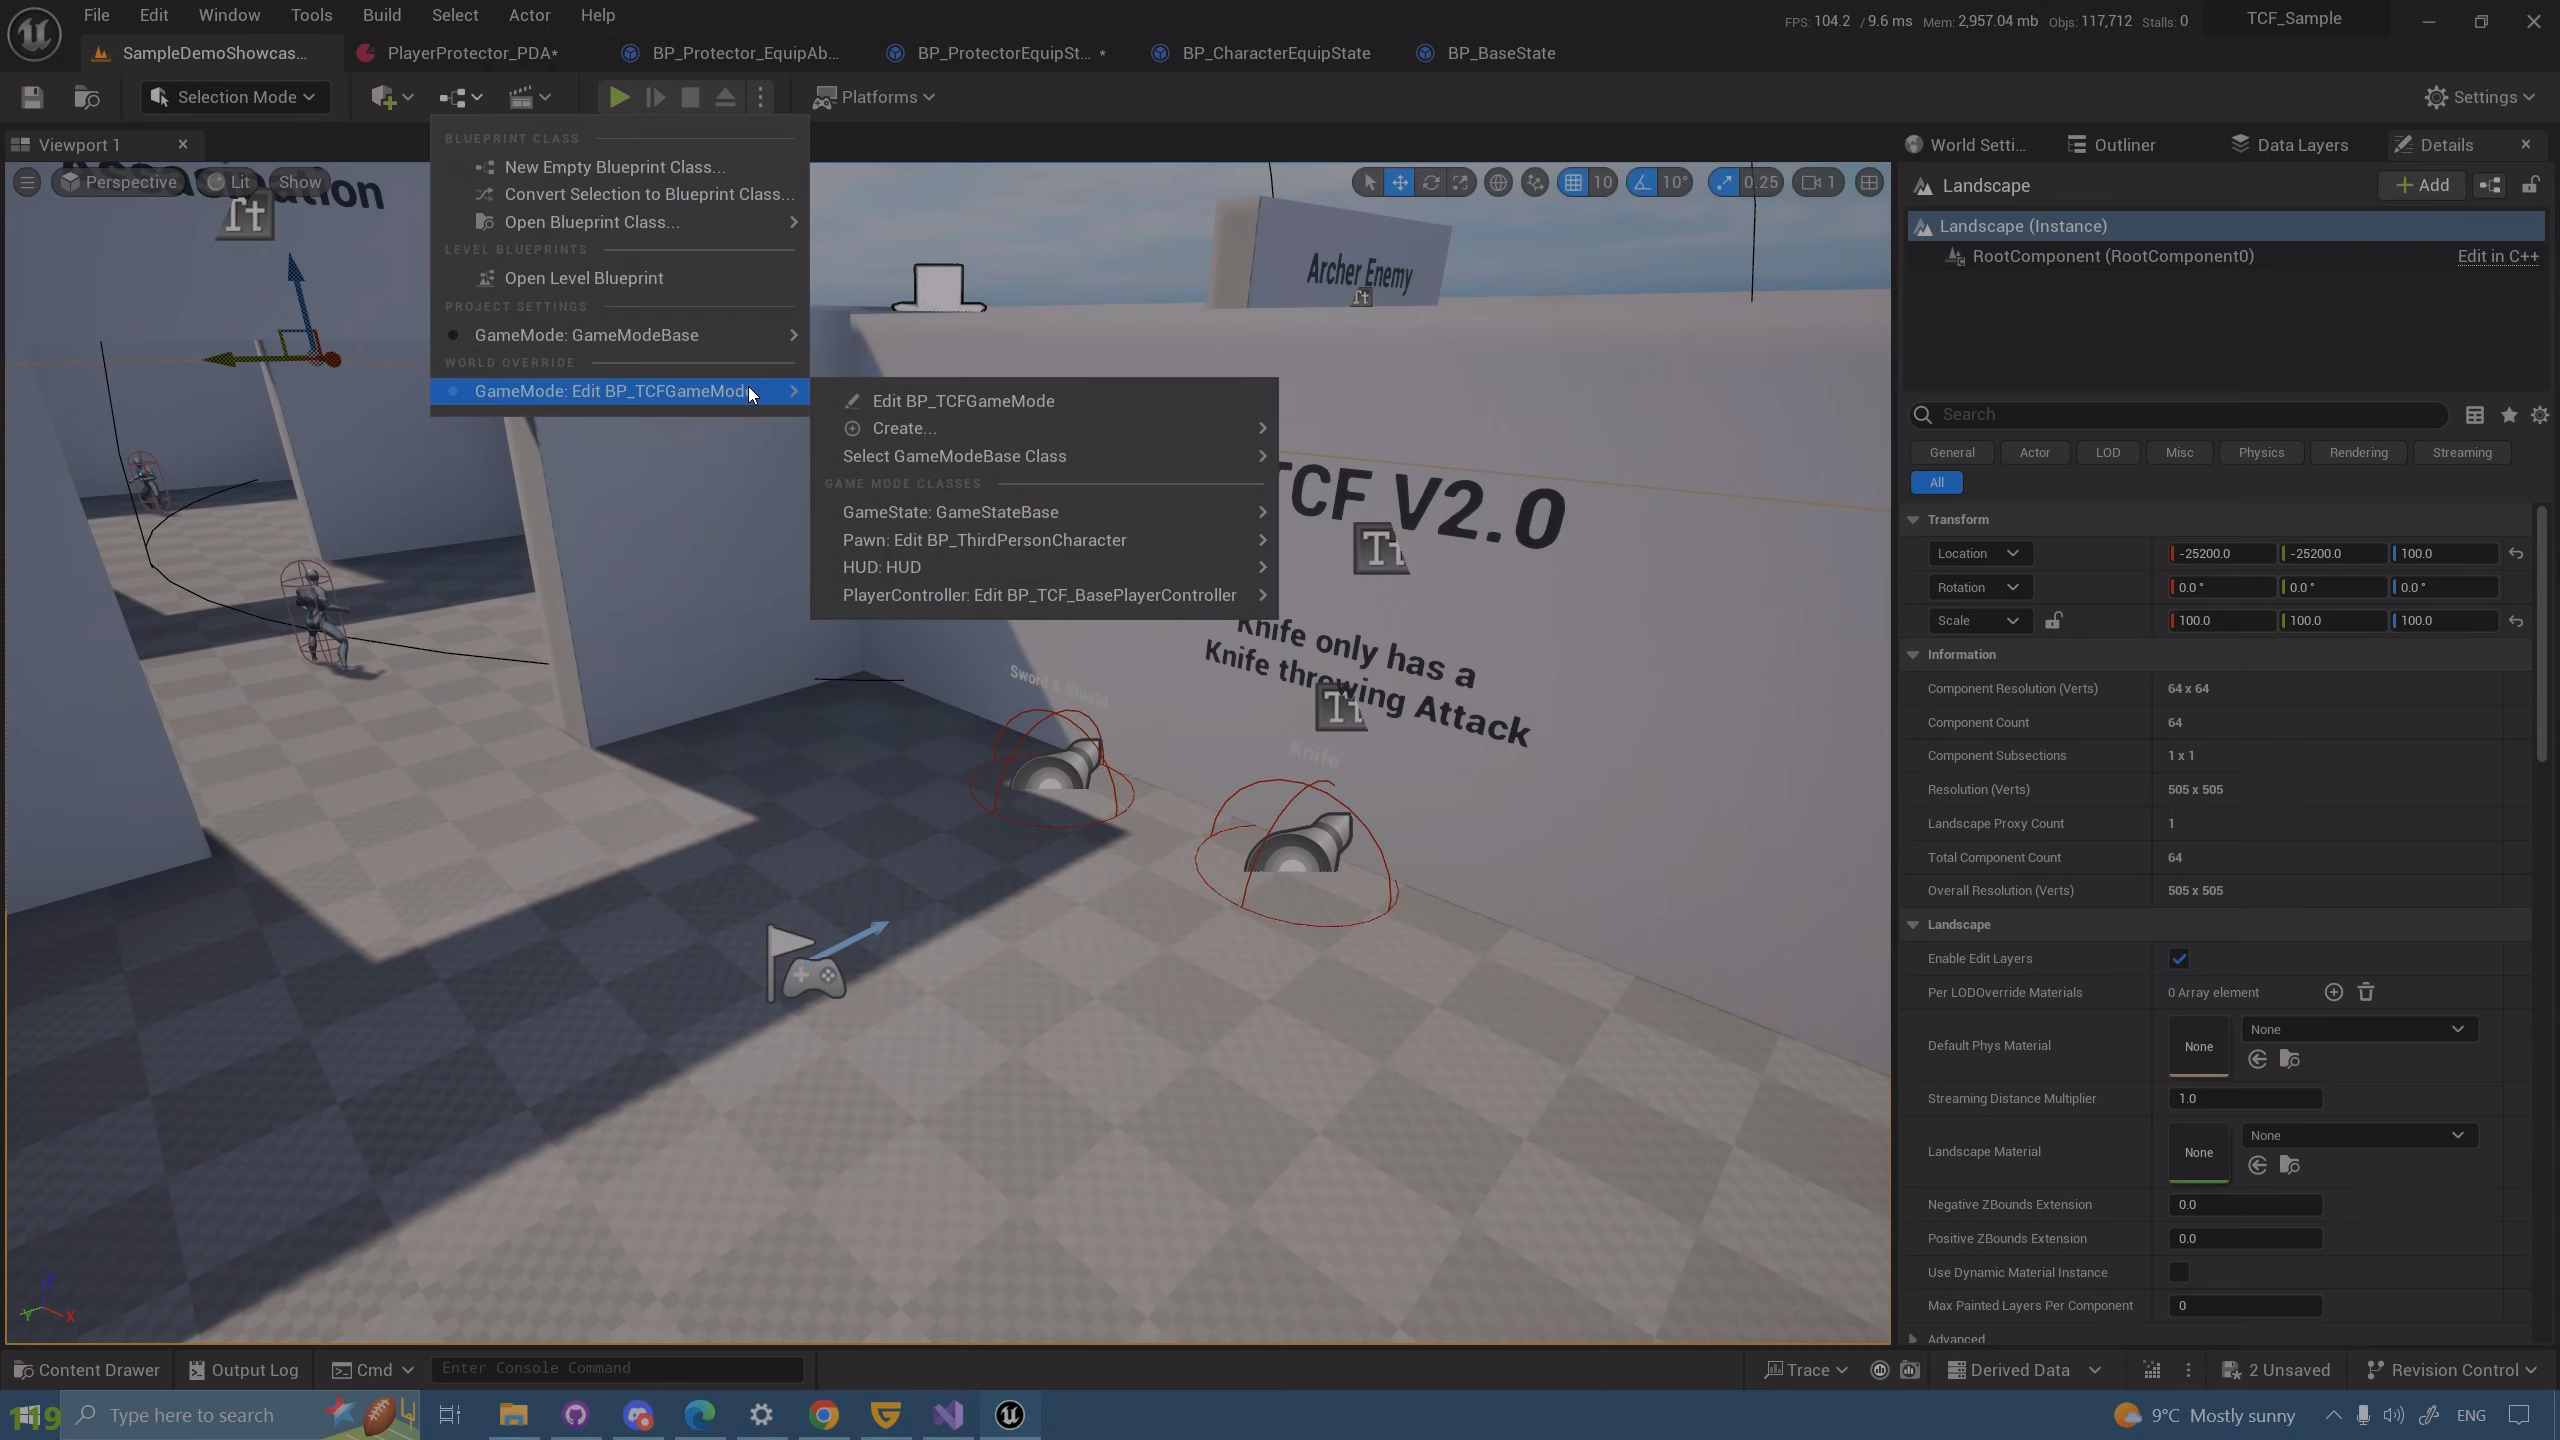 File Edit Window Tools Build Select Actor Help
FPS: 104.2 / 9.6 ms Mem: 2,957.04 mb Objs: 117,712 Stalls: 0
TCF_Sample
SampleDemoShowcas...
PlayerProtector_PDA*
BP_Protector_EquipAb...
BP_ProtectorEquipSt... *
BP_CharacterEquipState
BP_BaseState
Selection Mode
Platforms
Settings
Viewport 1
Perspective
Lit
Show
10
10°
0.25
1
BLUEPRINT CLASS
New Empty Blueprint Class...
Convert Selection to Blueprint Class...
Open Blueprint Class...
LEVEL BLUEPRINTS
Open Level Blueprint
PROJECT SETTINGS
GameMode: GameModeBase
WORLD OVERRIDE
GameMode: Edit BP_TCFGameMode
Edit BP_TCFGameMode
Create...
Select GameModeBase Class
GAME MODE CLASSES
GameState: GameStateBase
Pawn: Edit BP_ThirdPersonCharacter
HUD: HUD
PlayerController: Edit BP_TCF_BasePlayerController
Archer Enemy
TCF V2.0
Knife only has a
Knife throwing Attack
Sword & Shield
Knife
World Setti...
Outliner
Data Layers
Details
Landscape
Add
Landscape (Instance)
RootComponent (RootComponent0)
Edit in C++
Search
General
Actor
LOD
Misc
Physics
Rendering
Streaming
All
Transform
Location -25200.0 -25200.0 100.0
Rotation 0.0 ° 0.0 ° 0.0 °
Scale 100.0 100.0 100.0
Information
Component Resolution (Verts) 64 x 64
Component Count 64
Component Subsections 1 x 1
Resolution (Verts) 505 x 505
Landscape Proxy Count 1
Total Component Count 64
Overall Resolution (Verts) 505 x 505
Landscape
Enable Edit Layers
Per LODOverride Materials 0 Array element
Default Phys Material None None
Streaming Distance Multiplier 1.0
Landscape Material None None
Negative ZBounds Extension 0.0
Positive ZBounds Extension 0.0
Use Dynamic Material Instance
Max Painted Layers Per Component 0
Advanced
Content Drawer
Output Log
Cmd
Enter Console Command
Trace
Derived Data
2 Unsaved
Revision Control
119
Type here to search
9°C Mostly sunny
ENG